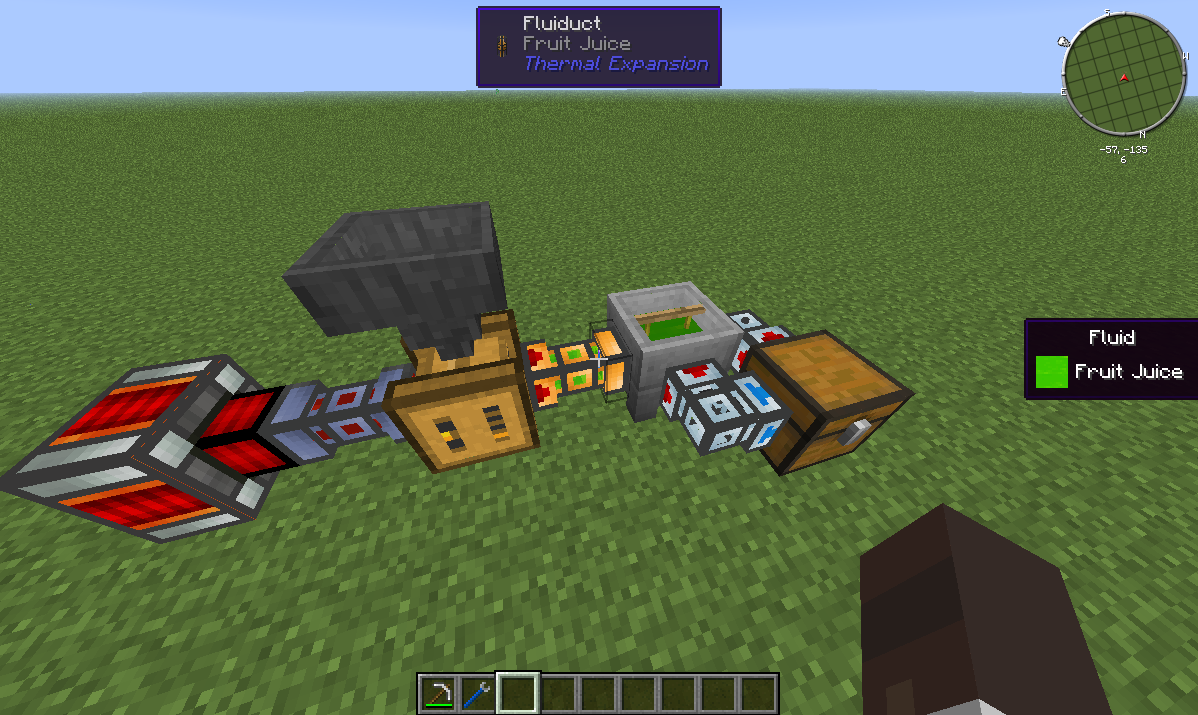 Fluiduct
Fruit Juice
Thermal Expansion
S
W
E
N
-57, -135
6
Fluid
Fruit Juice